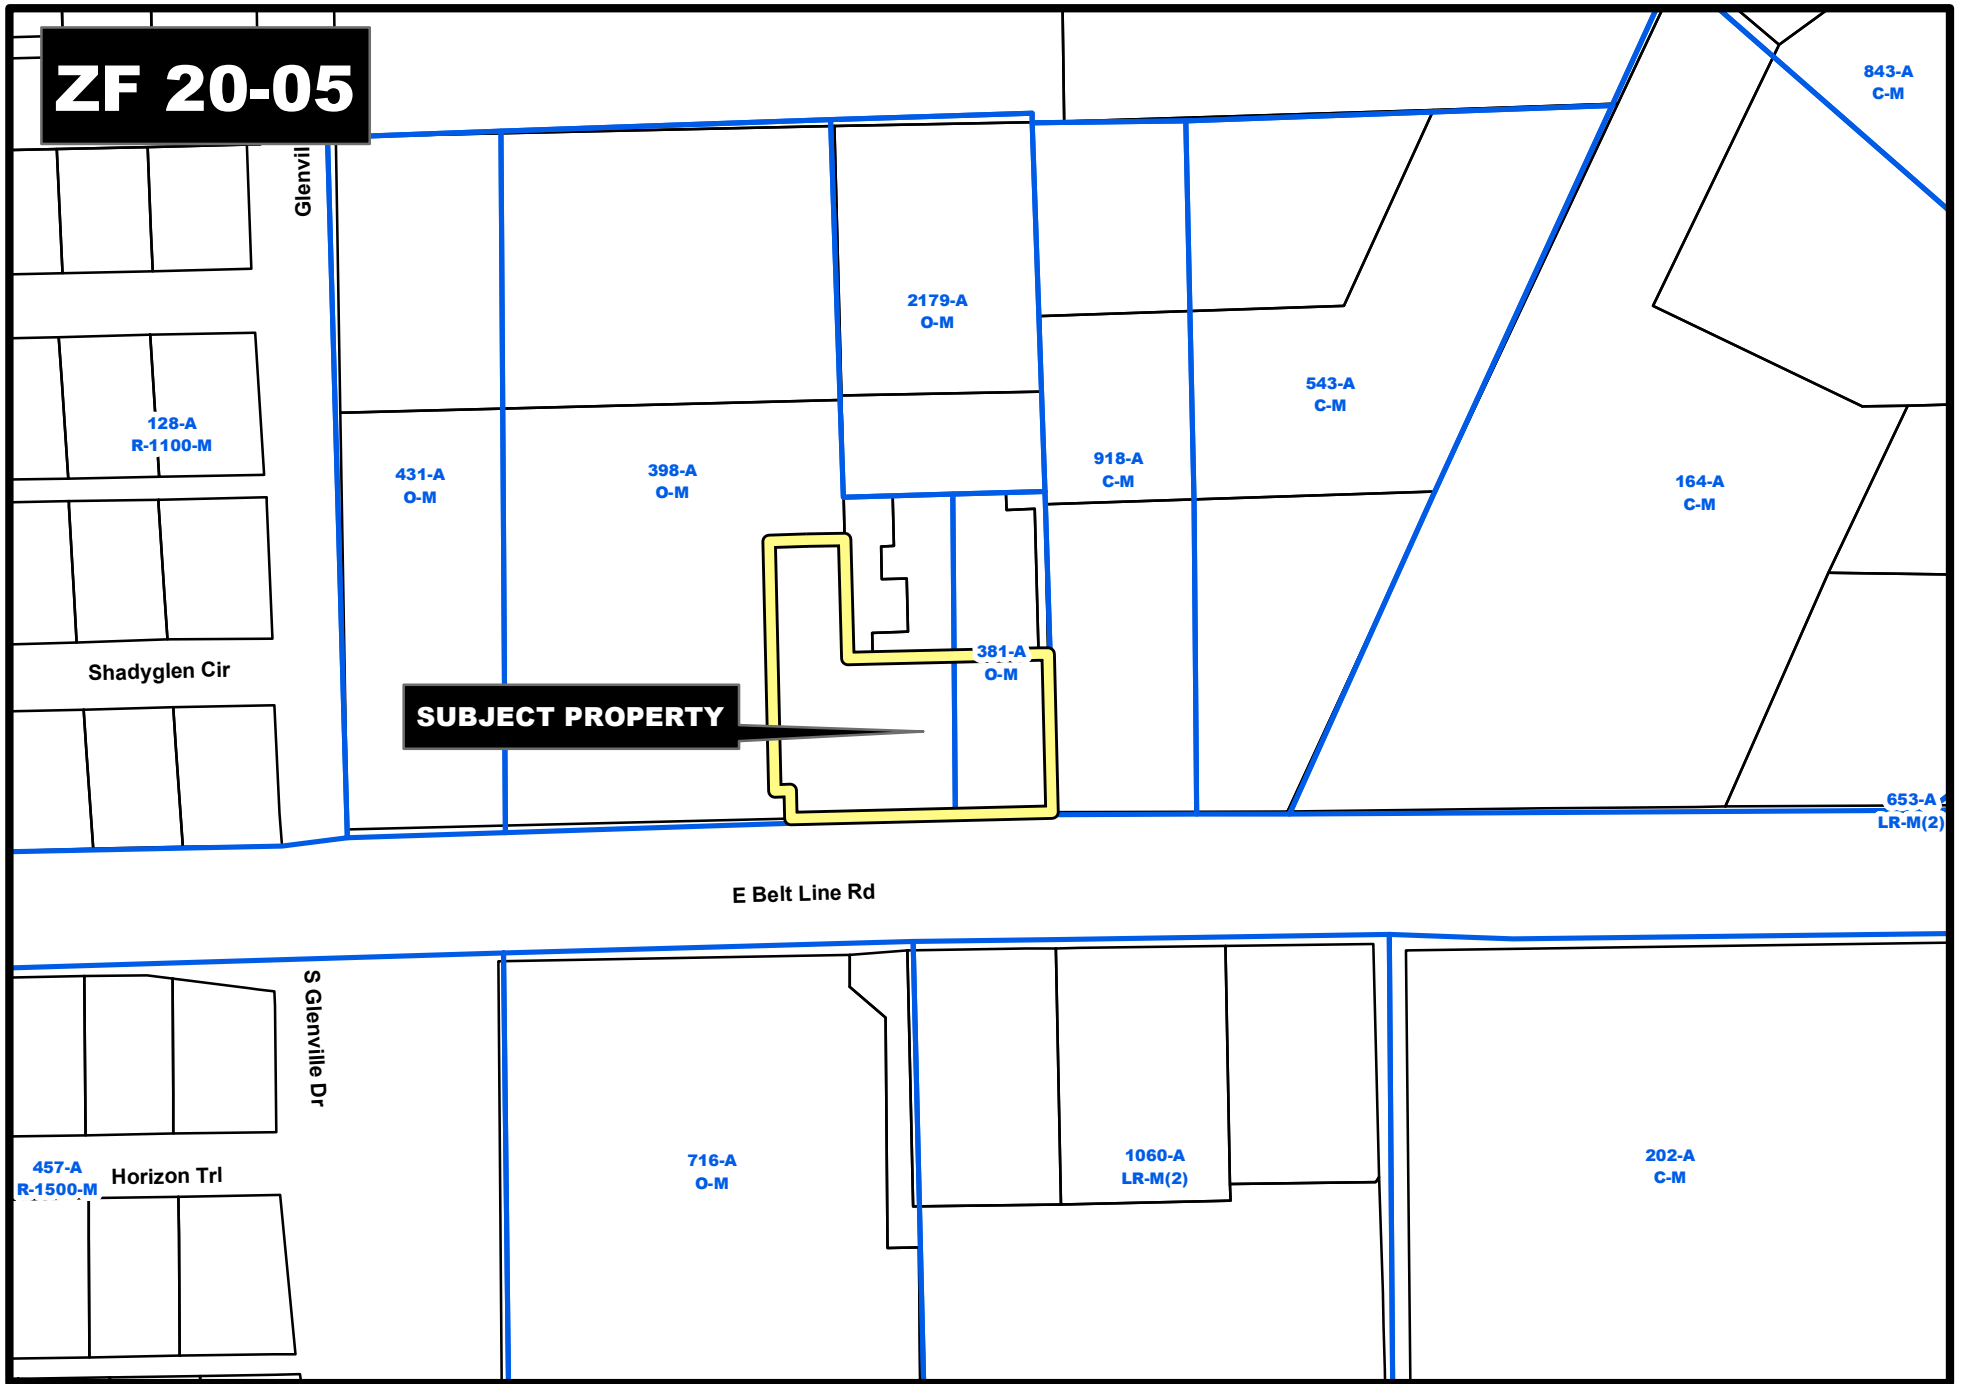 ZF 20-05
843-A
C-M
Glenvil
2179-A
O-M
543-A
C-M
128-A
R-1100-M
431-A
O-M
398-A
O-M
918-A
C-M
164-A
C-M
Shadyglen Cir
381-A
O-M
SUBJECT PROPERTY
653-A
LR-M(2)
E Belt Line Rd
S Glenville Dr
716-A
O-M
1060-A
LR-M(2)
202-A
C-M
457-A
R-1500-M
Horizon Trl